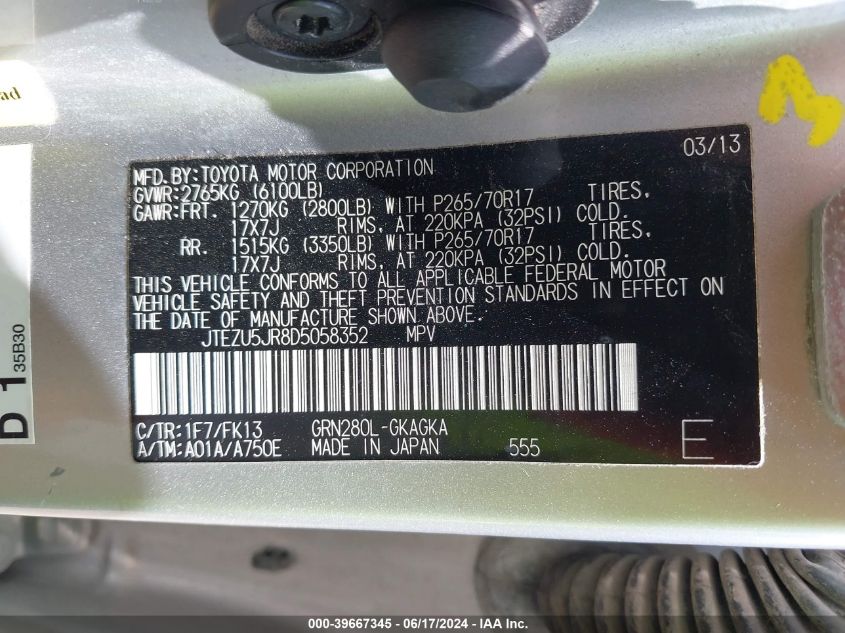 ad
03/13
MFD.BY:TOYOTA MOTOR CORPORATION
GVWR:2765KG (6100LB)
GAWR:FRT. 1270KG (2800LB) WITH P265/70R17 TIRES,
17X7J RIMS, AT 220KPA (32PSI) COLD.
RR. 1515KG (3350LB) WITH P265/70R17 TIRES,
17X7J RIMS, AT 220KPA (32PSI) COLD.
THIS VEHICLE CONFORMS TO ALL APPLICABLE FEDERAL MOTOR
VEHICLE SAFETY AND THEFT PREVENTION STANDARDS IN EFFECT ON
THE DATE OF MANUFACTURE SHOWN ABOVE.
JTEZU5JR8D5058352 MPV
C/TR:1F7/FK13 GRN280L-GKAGKA
A/TM:A01A/A750E MADE IN JAPAN 555 E
D 1 35B30
000-39667345 - 06/17/2024 - IAA Inc.